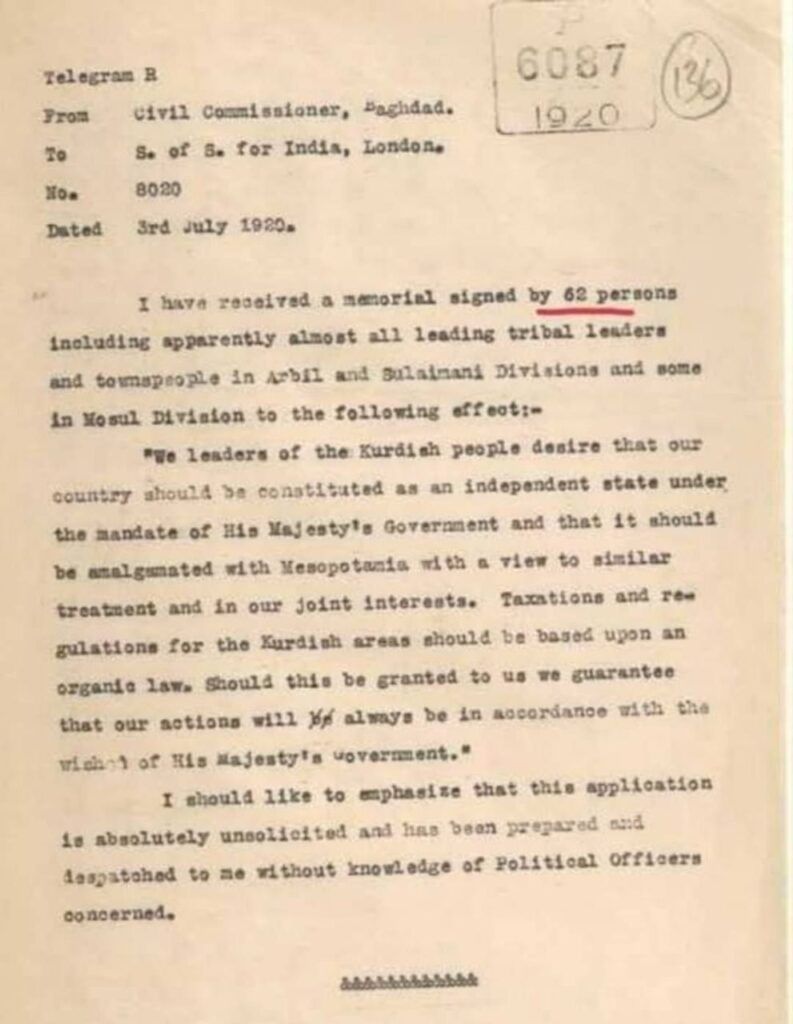 6087
1920
136
Telegram R
From Civil Commissioner, Baghdad.
To S. of S. for India, London.
No. 8020
Dated 3rd July 1920.
I have received a memorial signed by 62 persons
including apparently almost all leading tribal leaders
and townspeople in Arbil and Sulaimani Divisions and some
in Mosul Division to the following effect:-
"We leaders of the Kurdish people desire that our
country should be constituted as an independent state under
the mandate of His Majesty's Government and that it should
be amalgamated with Mesopotamia with a view to similar
treatment and in our joint interests. Taxations and re-
gulations for the Kurdish areas should be based upon an
organic law. Should this be granted to us we guarantee
that our actions will always be in accordance with the
of His Majesty's Government."
I should like to emphasize that this application
is absolutely unsolicited and has been prepared and
despatched to me without knowledge of Political Officers
concerned.
&&&&&&&&&&&&